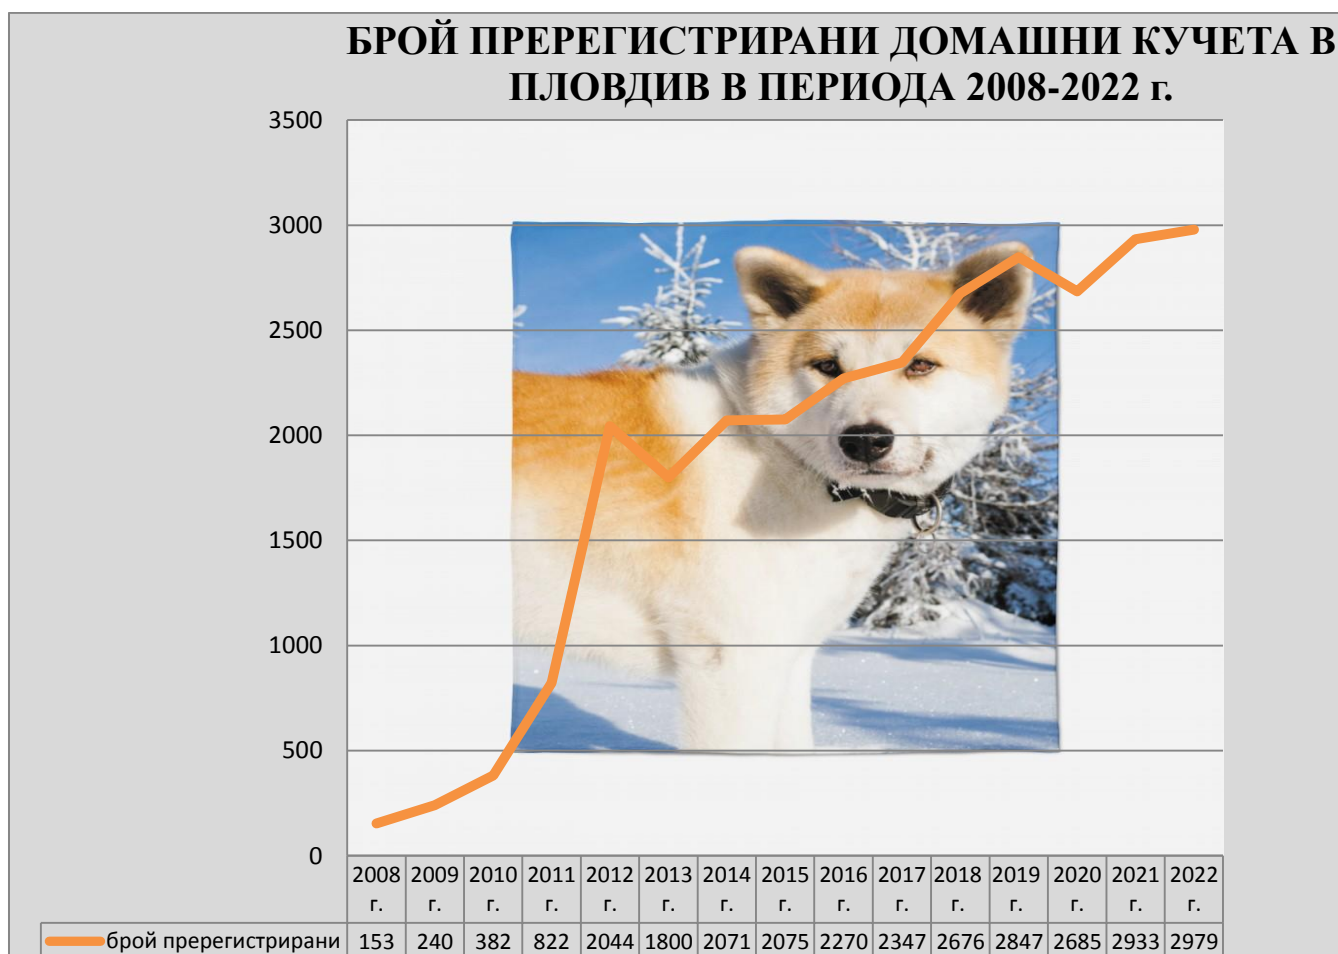 БРОЙ ПРЕРЕГИСТРИРАНИ ДОМАШНИ КУЧЕТА В
ПЛОВДИВ В ПЕРИОДА 2008-2022 г.
3500
3000
2500
2000
1500
1000
500
0
2008 г. 2009 г. 2010 г. 2011 г. 2012 г. 2013 г. 2014 г. 2015 г. 2016 г. 2017 г. 2018 г. 2019 г. 2020 г. 2021 г. 2022 г.
брой пререгистрирани 153 240 382 822 2044 1800 2071 2075 2270 2347 2676 2847 2685 2933 2979